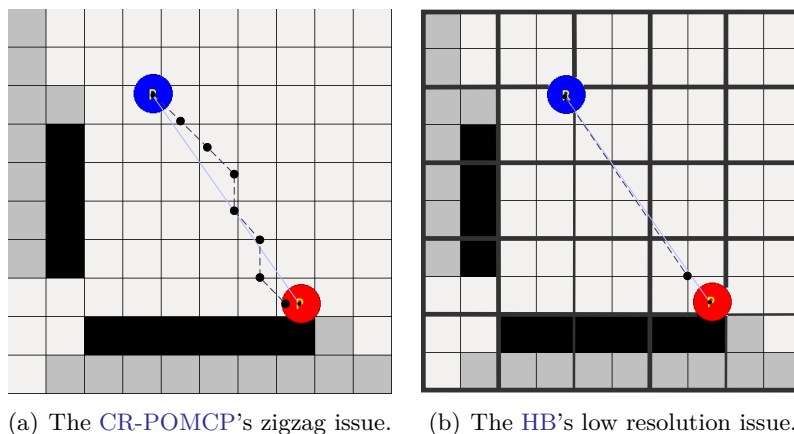 (a) The CR-POMCP's zigzag issue.
(b) The HB's low resolution issue.